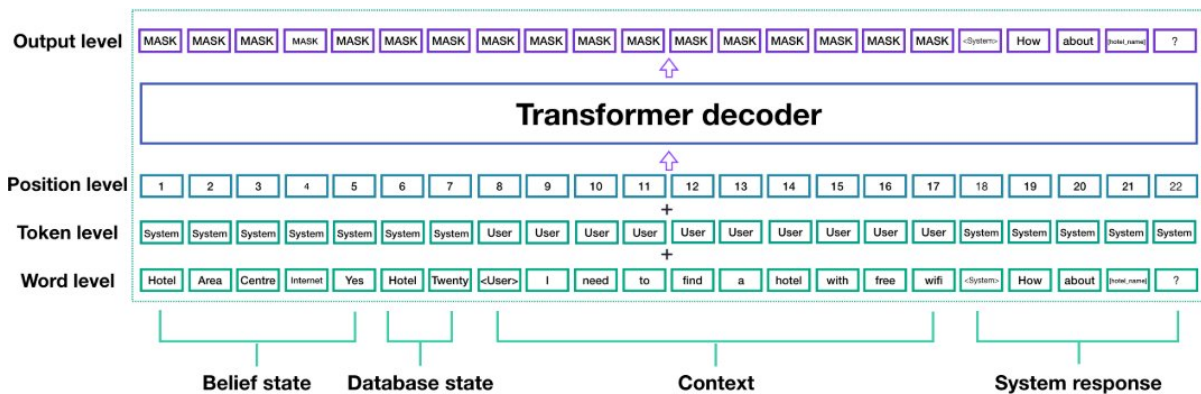 Output level MASK MASK MASK MASK MASK MASK MASK MASK MASK MASK MASK MASK MASK MASK MASK MASK MASK <System> How about [hotel_name] ?
Transformer decoder
Position level 1 2 3 4 5 6 7 8 9 10 11 12 13 14 15 16 17 18 19 20 21 22
+
Token level System System System System System System System User User User User User User User User User User System System System System System
+
Word level Hotel Area Centre Internet Yes Hotel Twenty <User> I need to find a hotel with free wifi <System> How about [hotel_name] ?
Belief state Database state Context System response